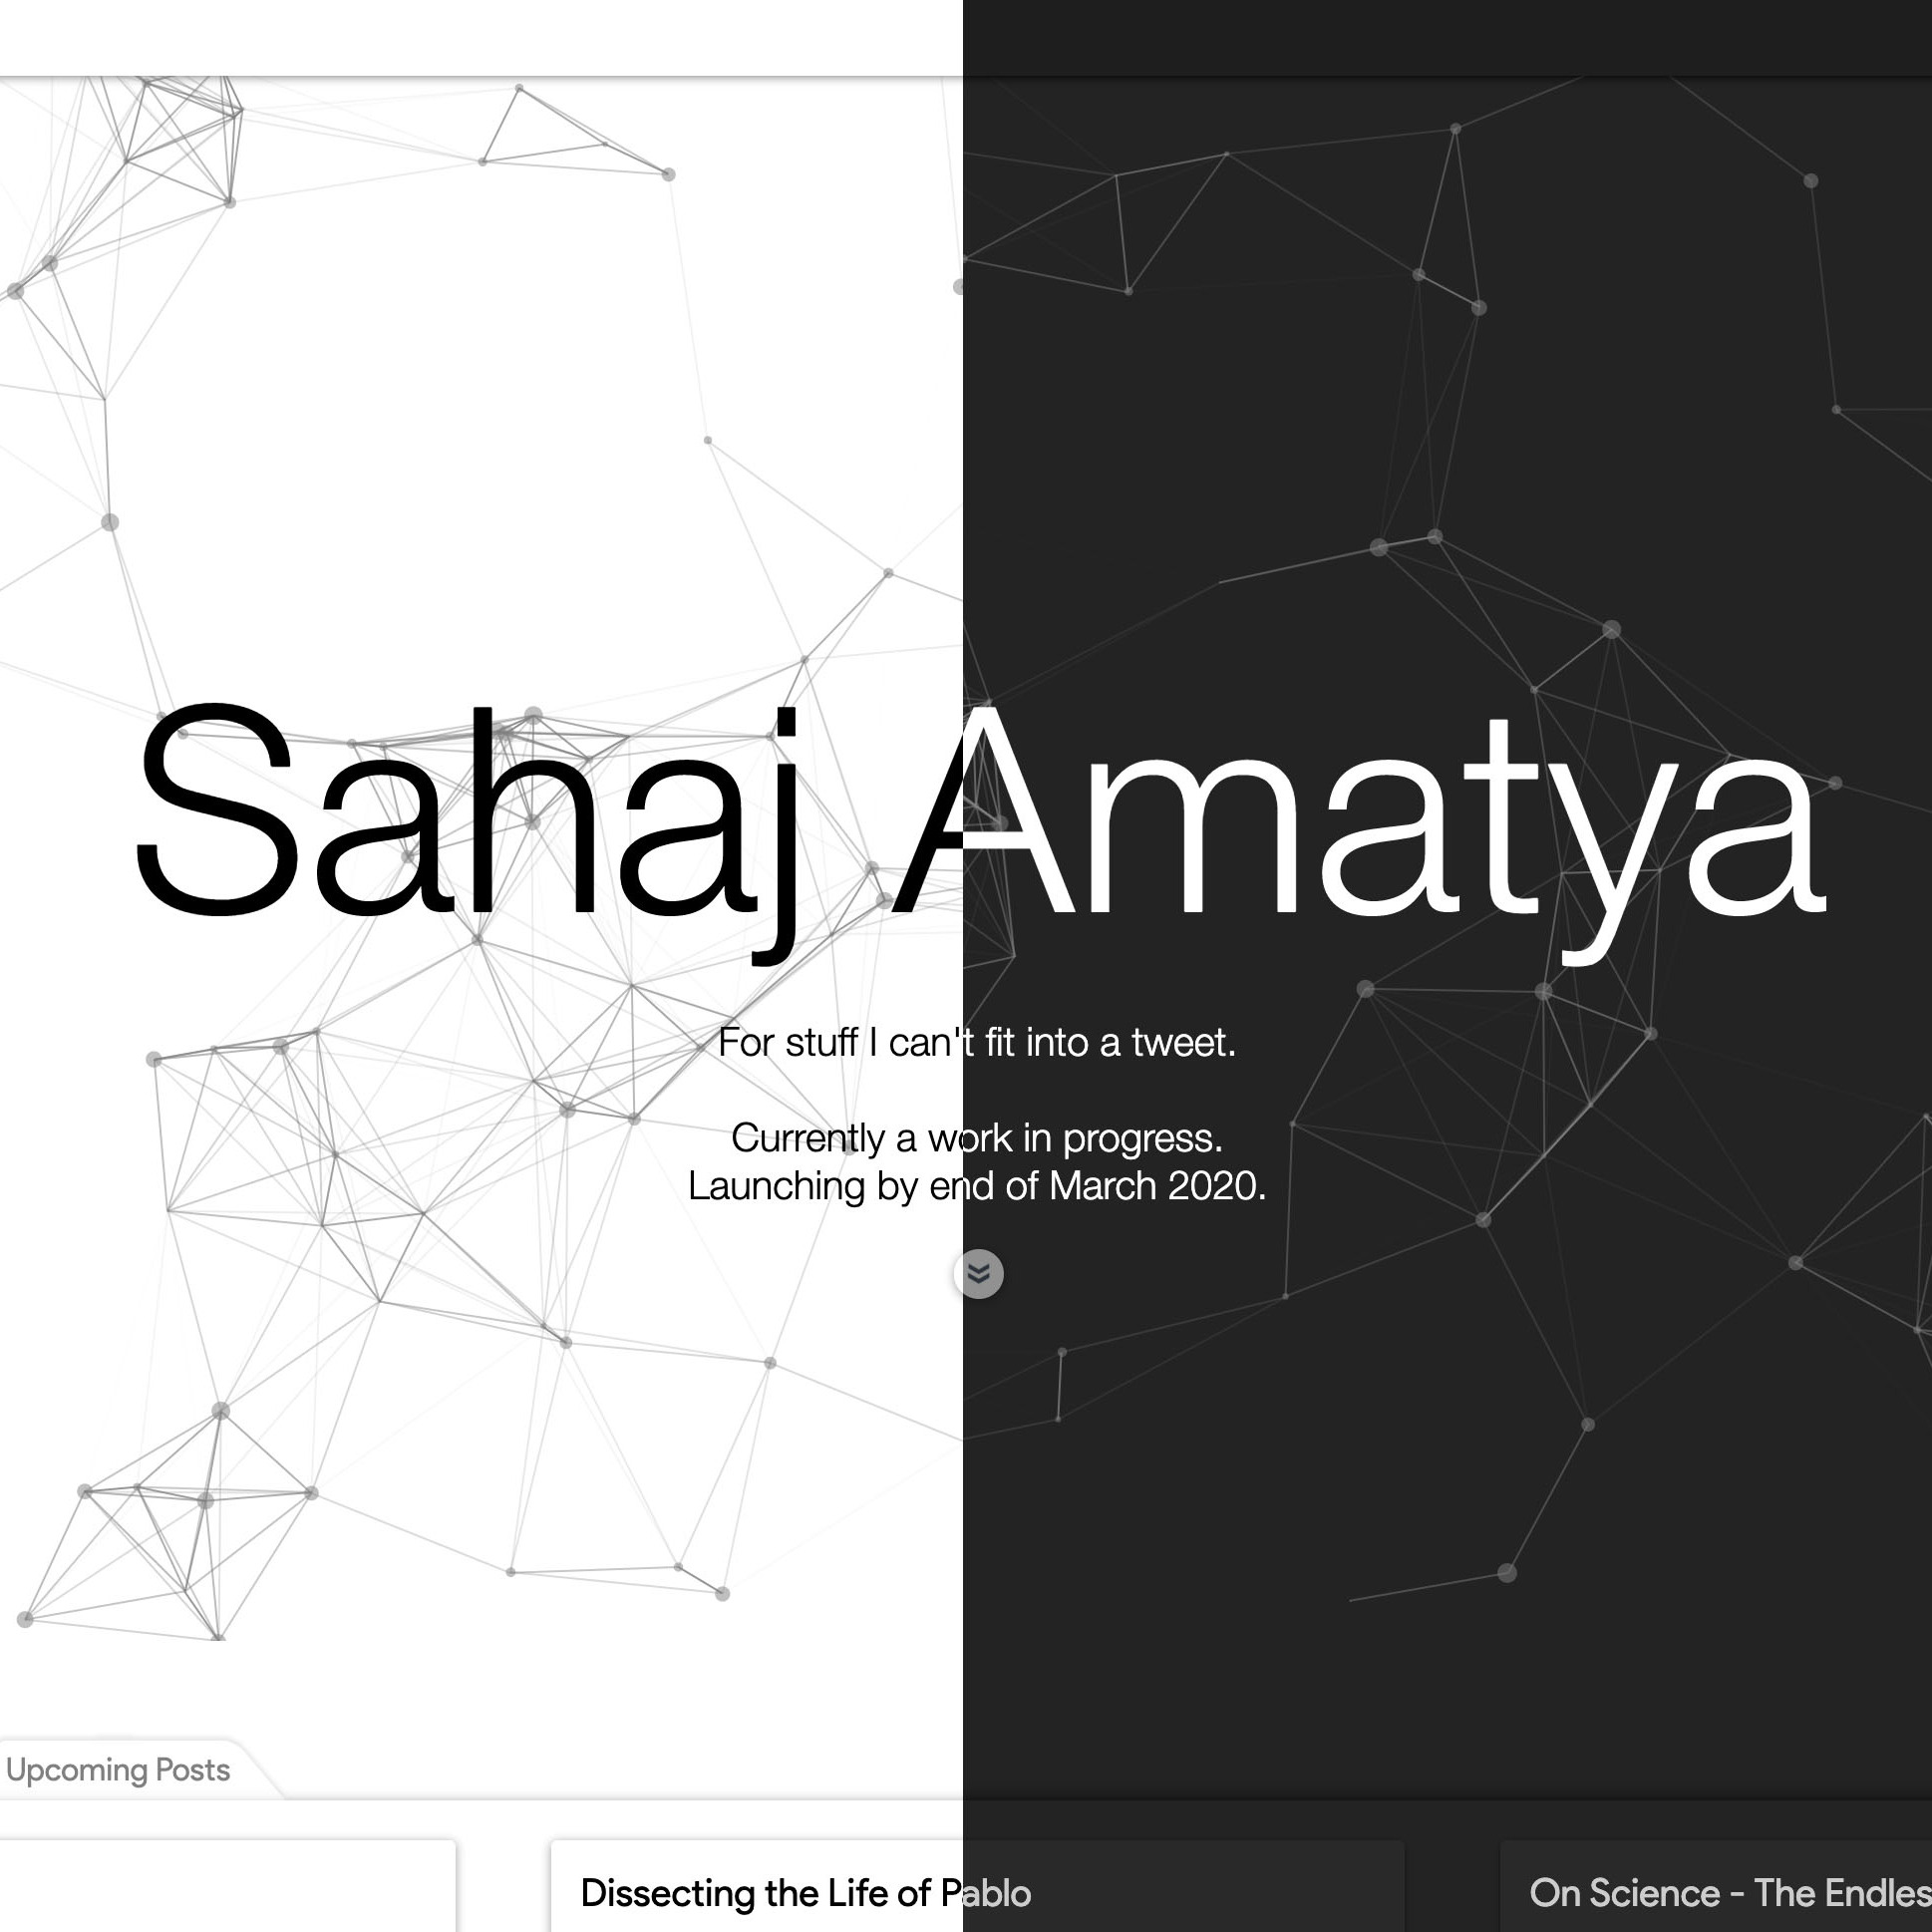 Sahaj Amatya
For stuff I can't fit into a tweet.
Currently a work in progress.
Launching by end of March 2020.
Upcoming Posts
Dissecting the Life of Pablo
On Science - The Endles